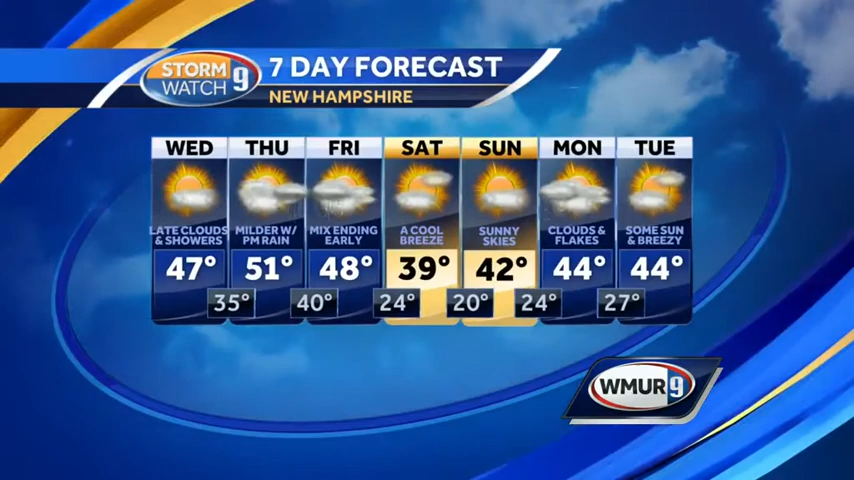 STORM
WATCH 9
7 DAY FORECAST
NEW HAMPSHIRE
WED THU FRI SAT SUN MON TUE
LATE CLOUDS
& SHOWERS
MILDER W/
PM RAIN
MIX ENDING
EARLY
A COOL
BREEZE
SUNNY
SKIES
CLOUDS &
FLAKES
SOME SUN
& BREEZY
47° 51° 48° 39° 42° 44° 44°
35° 40° 24° 20° 24° 27°
WMUR 9